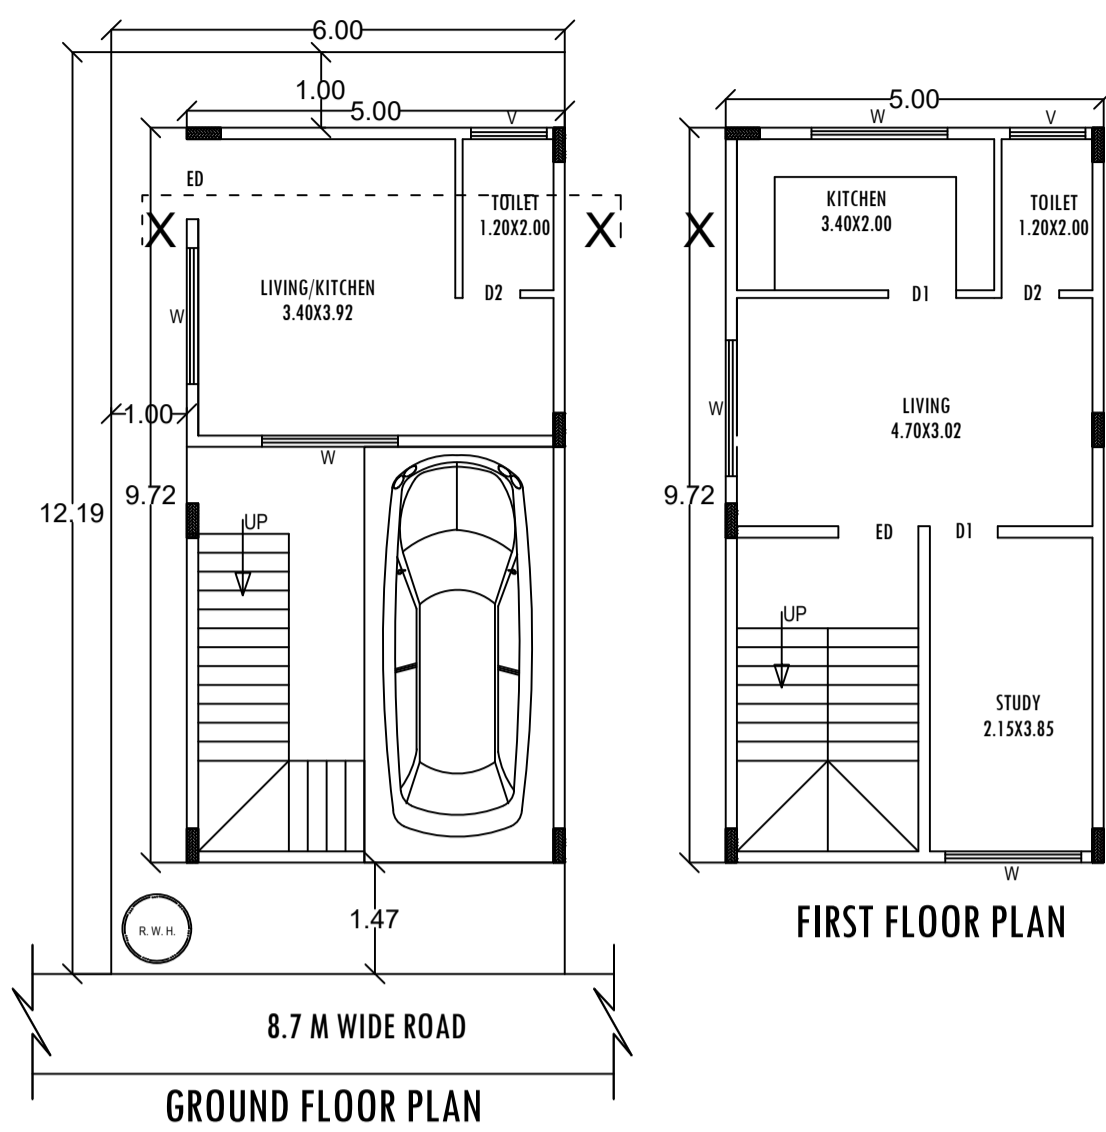 6.00
1.00
5.00
V
ED
TOILET
1.20X2.00
X
X
LIVING/KITCHEN
3.40X3.92
D2
W
1.00
W
9.72
12.19
UP
1.47
R. W. H.
8.7 M WIDE ROAD
GROUND FLOOR PLAN
5.00
W
V
KITCHEN
3.40X2.00
TOILET
1.20X2.00
X
D1
D2
LIVING
4.70X3.02
W
9.72
ED
D1
UP
STUDY
2.15X3.85
W
FIRST FLOOR PLAN